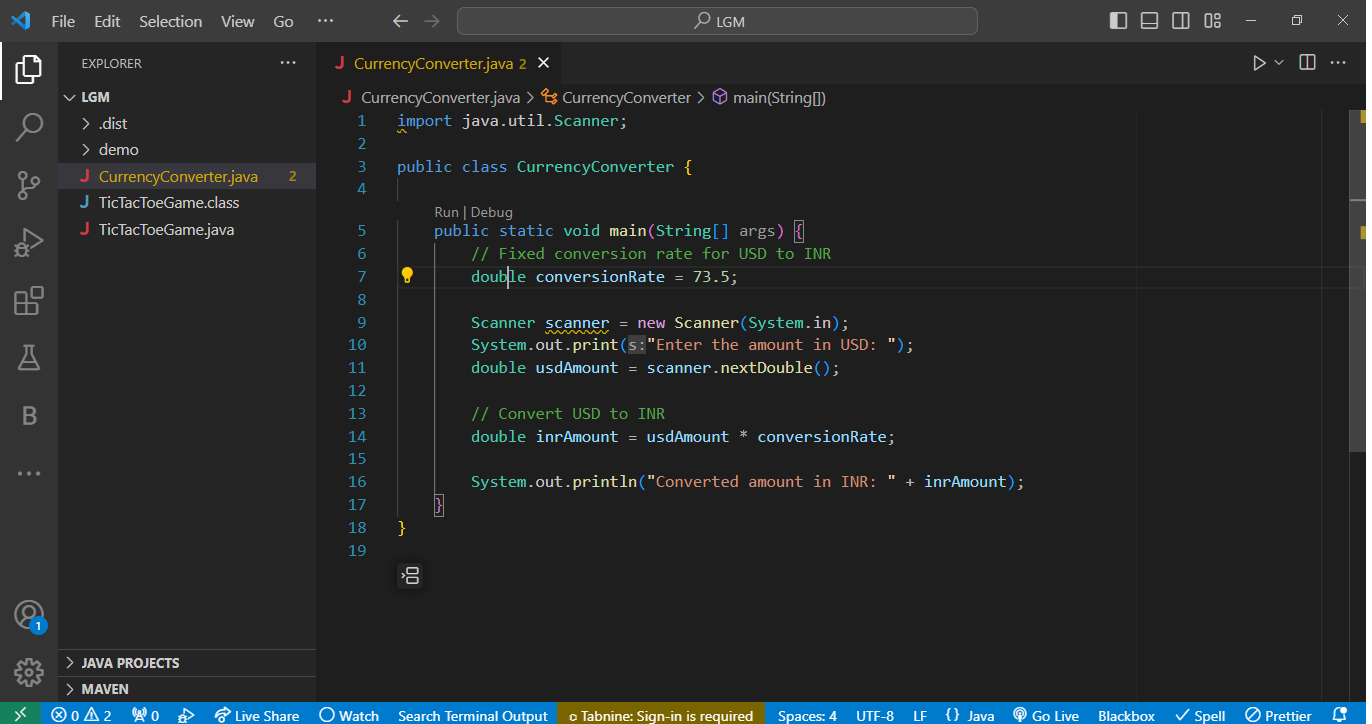 File Edit Selection View Go ··· LGM
EXPLORER ···
LGM
.dist
demo
J CurrencyConverter.java 2
J TicTacToeGame.class
J TicTacToeGame.java
JAVA PROJECTS
MAVEN
B
1
J CurrencyConverter.java 2
J CurrencyConverter.java > CurrencyConverter > main(String[])
1 import java.util.Scanner;
2
3 public class CurrencyConverter {
4
Run | Debug
5 public static void main(String[] args) {
6 // Fixed conversion rate for USD to INR
7 double conversionRate = 73.5;
8
9 Scanner scanner = new Scanner(System.in);
10 System.out.print(s:"Enter the amount in USD: ");
11 double usdAmount = scanner.nextDouble();
12
13 // Convert USD to INR
14 double inrAmount = usdAmount * conversionRate;
15
16 System.out.println("Converted amount in INR: " + inrAmount);
17 }
18 }
19
0 2 0 Live Share Watch Search Terminal Output Tabnine: Sign-in is required Spaces: 4 UTF-8 LF {} Java Go Live Blackbox Spell Prettier